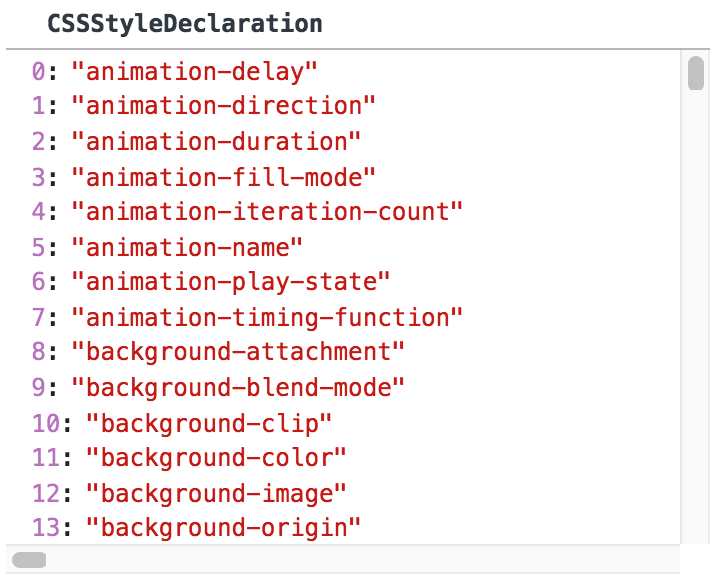 CSSStyleDeclaration
0: "animation-delay"
1: "animation-direction"
2: "animation-duration"
3: "animation-fill-mode"
4: "animation-iteration-count"
5: "animation-name"
6: "animation-play-state"
7: "animation-timing-function"
8: "background-attachment"
9: "background-blend-mode"
10: "background-clip"
11: "background-color"
12: "background-image"
13: "background-origin"